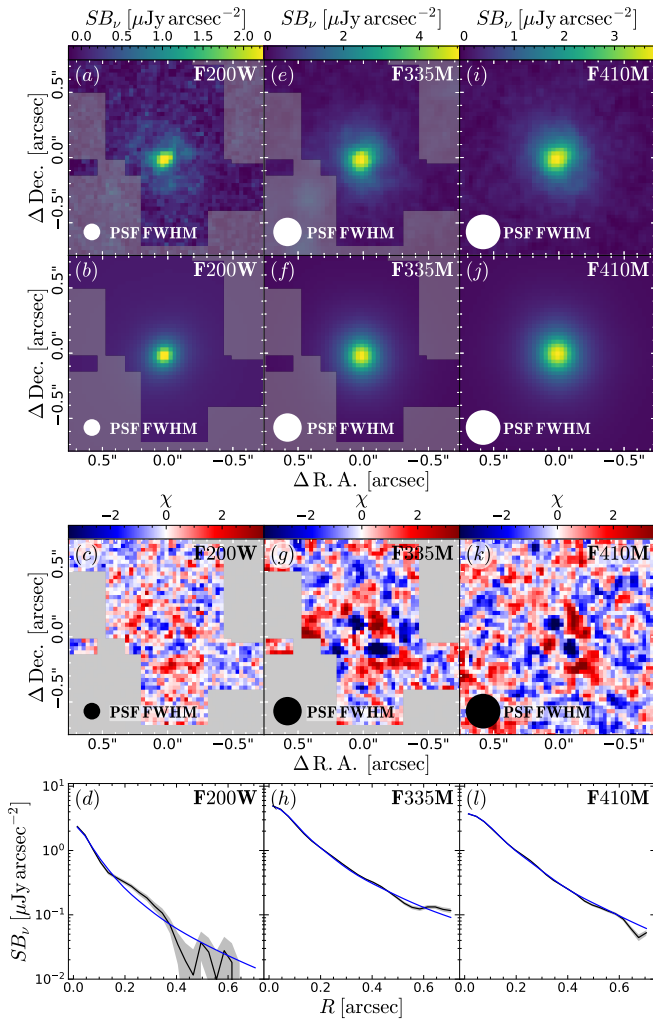 SBν [μJy arcsec−2] SBν [μJy arcsec−2] SBν [μJy arcsec−2]
0.0 0.5 1.0 1.5 2.0 0 2 4 0 1 2 3
(a) F200W (e) F335M (i) F410M
Δ Dec. [arcsec]
0.5" 0.0" −0.5"
PSF FWHM PSF FWHM PSF FWHM
(b) F200W (f) F335M (j) F410M
Δ Dec. [arcsec]
0.5" 0.0" −0.5"
PSF FWHM PSF FWHM PSF FWHM
0.5" 0.0" −0.5" 0.5" 0.0" −0.5" 0.5" 0.0" −0.5"
Δ R. A. [arcsec]
χ χ χ
−2 0 2 −2 0 2 −2 0 2
(c) F200W (g) F335M (k) F410M
Δ Dec. [arcsec]
0.5" 0.0" −0.5"
PSF FWHM PSF FWHM PSF FWHM
0.5" 0.0" −0.5" 0.5" 0.0" −0.5" 0.5" 0.0" −0.5"
Δ R. A. [arcsec]
(d) F200W (h) F335M (l) F410M
SBν [μJy arcsec−2]
10^1
10^0
10^−1
10^−2
0.0 0.2 0.4 0.6 0.0 0.2 0.4 0.6 0.0 0.2 0.4 0.6
R [arcsec]